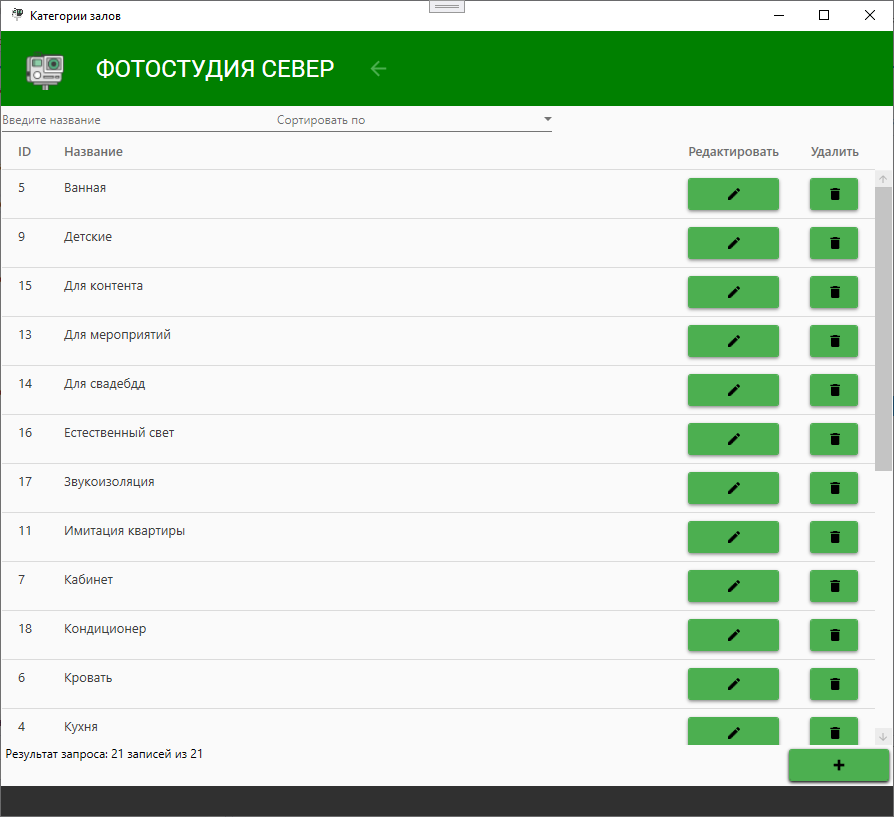 Категории залов
ФОТОСТУДИЯ СЕВЕР
Введите название Сортировать по
ID Название Редактировать Удалить
5 Ванная
9 Детские
15 Для контента
13 Для мероприятий
14 Для свадебдд
16 Естественный свет
17 Звукоизоляция
11 Имитация квартиры
7 Кабинет
18 Кондиционер
6 Кровать
4 Кухня
Результат запроса: 21 записей из 21